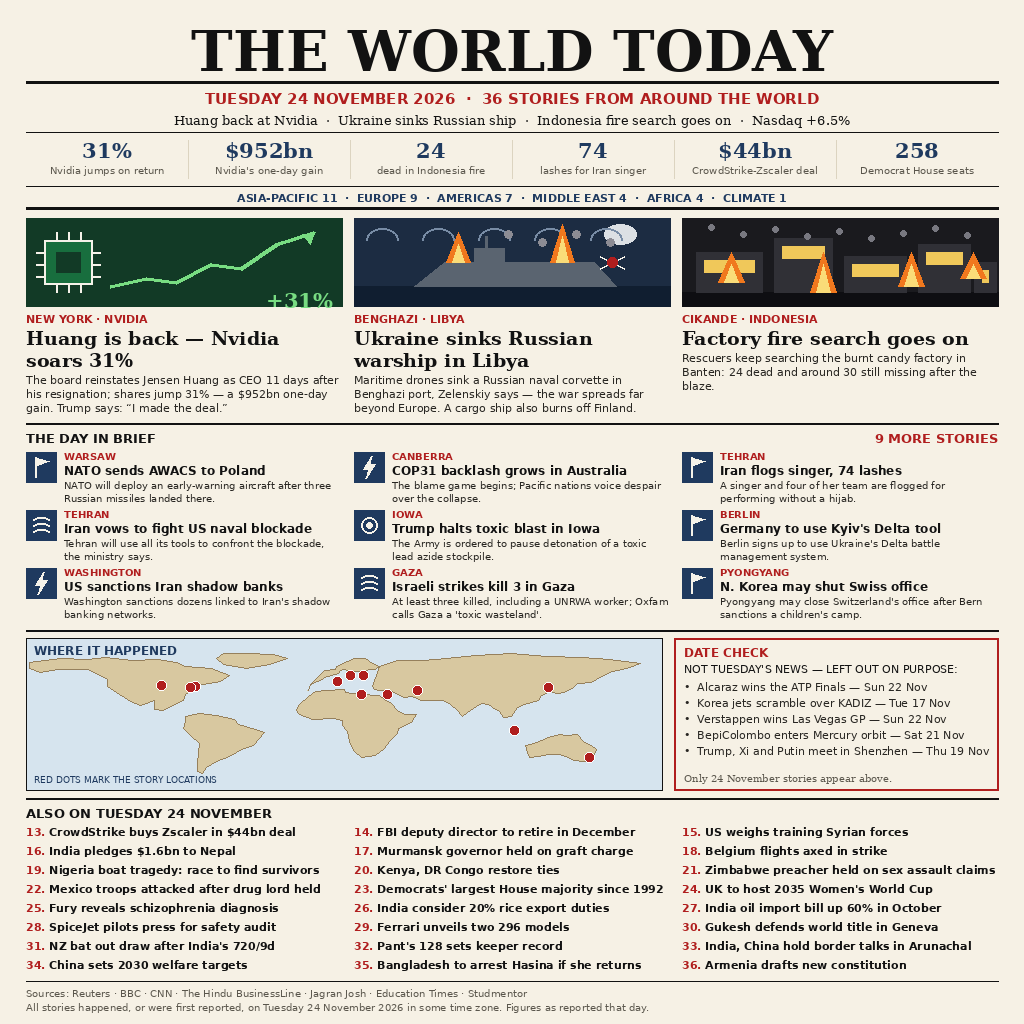 THE WORLD TODAY
TUESDAY 24 NOVEMBER 2026 · 36 STORIES FROM AROUND THE WORLD
Huang back at Nvidia · Ukraine sinks Russian ship · Indonesia fire search goes on · Nasdaq +6.5%
31%
Nvidia jumps on return
$952bn
Nvidia's one-day gain
24
dead in Indonesia fire
74
lashes for Iran singer
$44bn
CrowdStrike-Zscaler deal
258
Democrat House seats
ASIA-PACIFIC 11 · EUROPE 9 · AMERICAS 7 · MIDDLE EAST 4 · AFRICA 4 · CLIMATE 1
+31%
NEW YORK · NVIDIA
Huang is back — Nvidia
soars 31%
The board reinstates Jensen Huang as CEO 11 days after
his resignation; shares jump 31% — a $952bn one-day
gain. Trump says: “I made the deal.”
BENGHAZI · LIBYA
Ukraine sinks Russian
warship in Libya
Maritime drones sink a Russian naval corvette in
Benghazi port, Zelenskiy says — the war spreads far
beyond Europe. A cargo ship also burns off Finland.
CIKANDE · INDONESIA
Factory fire search goes on
Rescuers keep searching the burnt candy factory in
Banten: 24 dead and around 30 still missing after the
blaze.
THE DAY IN BRIEF
9 MORE STORIES
WARSAW
NATO sends AWACS to Poland
NATO will deploy an early-warning aircraft after three
Russian missiles landed there.
CANBERRA
COP31 backlash grows in Australia
The blame game begins; Pacific nations voice despair
over the collapse.
TEHRAN
Iran flogs singer, 74 lashes
A singer and four of her team are flogged for
performing without a hijab.
TEHRAN
Iran vows to fight US naval blockade
Tehran will use all its tools to confront the blockade,
the ministry says.
IOWA
Trump halts toxic blast in Iowa
The Army is ordered to pause detonation of a toxic
lead azide stockpile.
BERLIN
Germany to use Kyiv's Delta tool
Berlin signs up to use Ukraine's Delta battle
management system.
WASHINGTON
US sanctions Iran shadow banks
Washington sanctions dozens linked to Iran's shadow
banking networks.
GAZA
Israeli strikes kill 3 in Gaza
At least three killed, including a UNRWA worker; Oxfam
calls Gaza a 'toxic wasteland'.
PYONGYANG
N. Korea may shut Swiss office
Pyongyang may close Switzerland's office after Bern
sanctions a children's camp.
WHERE IT HAPPENED
RED DOTS MARK THE STORY LOCATIONS
DATE CHECK
NOT TUESDAY'S NEWS — LEFT OUT ON PURPOSE:
• Alcaraz wins the ATP Finals — Sun 22 Nov
• Korea jets scramble over KADIZ — Tue 17 Nov
• Verstappen wins Las Vegas GP — Sun 22 Nov
• BepiColombo enters Mercury orbit — Sat 21 Nov
• Trump, Xi and Putin meet in Shenzhen — Thu 19 Nov
Only 24 November stories appear above.
ALSO ON TUESDAY 24 NOVEMBER
13. CrowdStrike buys Zscaler in $44bn deal
14. FBI deputy director to retire in December
15. US weighs training Syrian forces
16. India pledges $1.6bn to Nepal
17. Murmansk governor held on graft charge
18. Belgium flights axed in strike
19. Nigeria boat tragedy: race to find survivors
20. Kenya, DR Congo restore ties
21. Zimbabwe preacher held on sex assault claims
22. Mexico troops attacked after drug lord held
23. Democrats' largest House majority since 1992
24. UK to host 2035 Women's World Cup
25. Fury reveals schizophrenia diagnosis
26. India consider 20% rice export duties
27. India oil import bill up 60% in October
28. SpiceJet pilots press for safety audit
29. Ferrari unveils two 296 models
30. Gukesh defends world title in Geneva
31. NZ bat out draw after India's 720/9d
32. Pant's 128 sets keeper record
33. India, China hold border talks in Arunachal
34. China sets 2030 welfare targets
35. Bangladesh to arrest Hasina if she returns
36. Armenia drafts new constitution
Sources: Reuters · BBC · CNN · The Hindu BusinessLine · Jagran Josh · Education Times · Studmentor
All stories happened, or were first reported, on Tuesday 24 November 2026 in some time zone. Figures as reported that day.